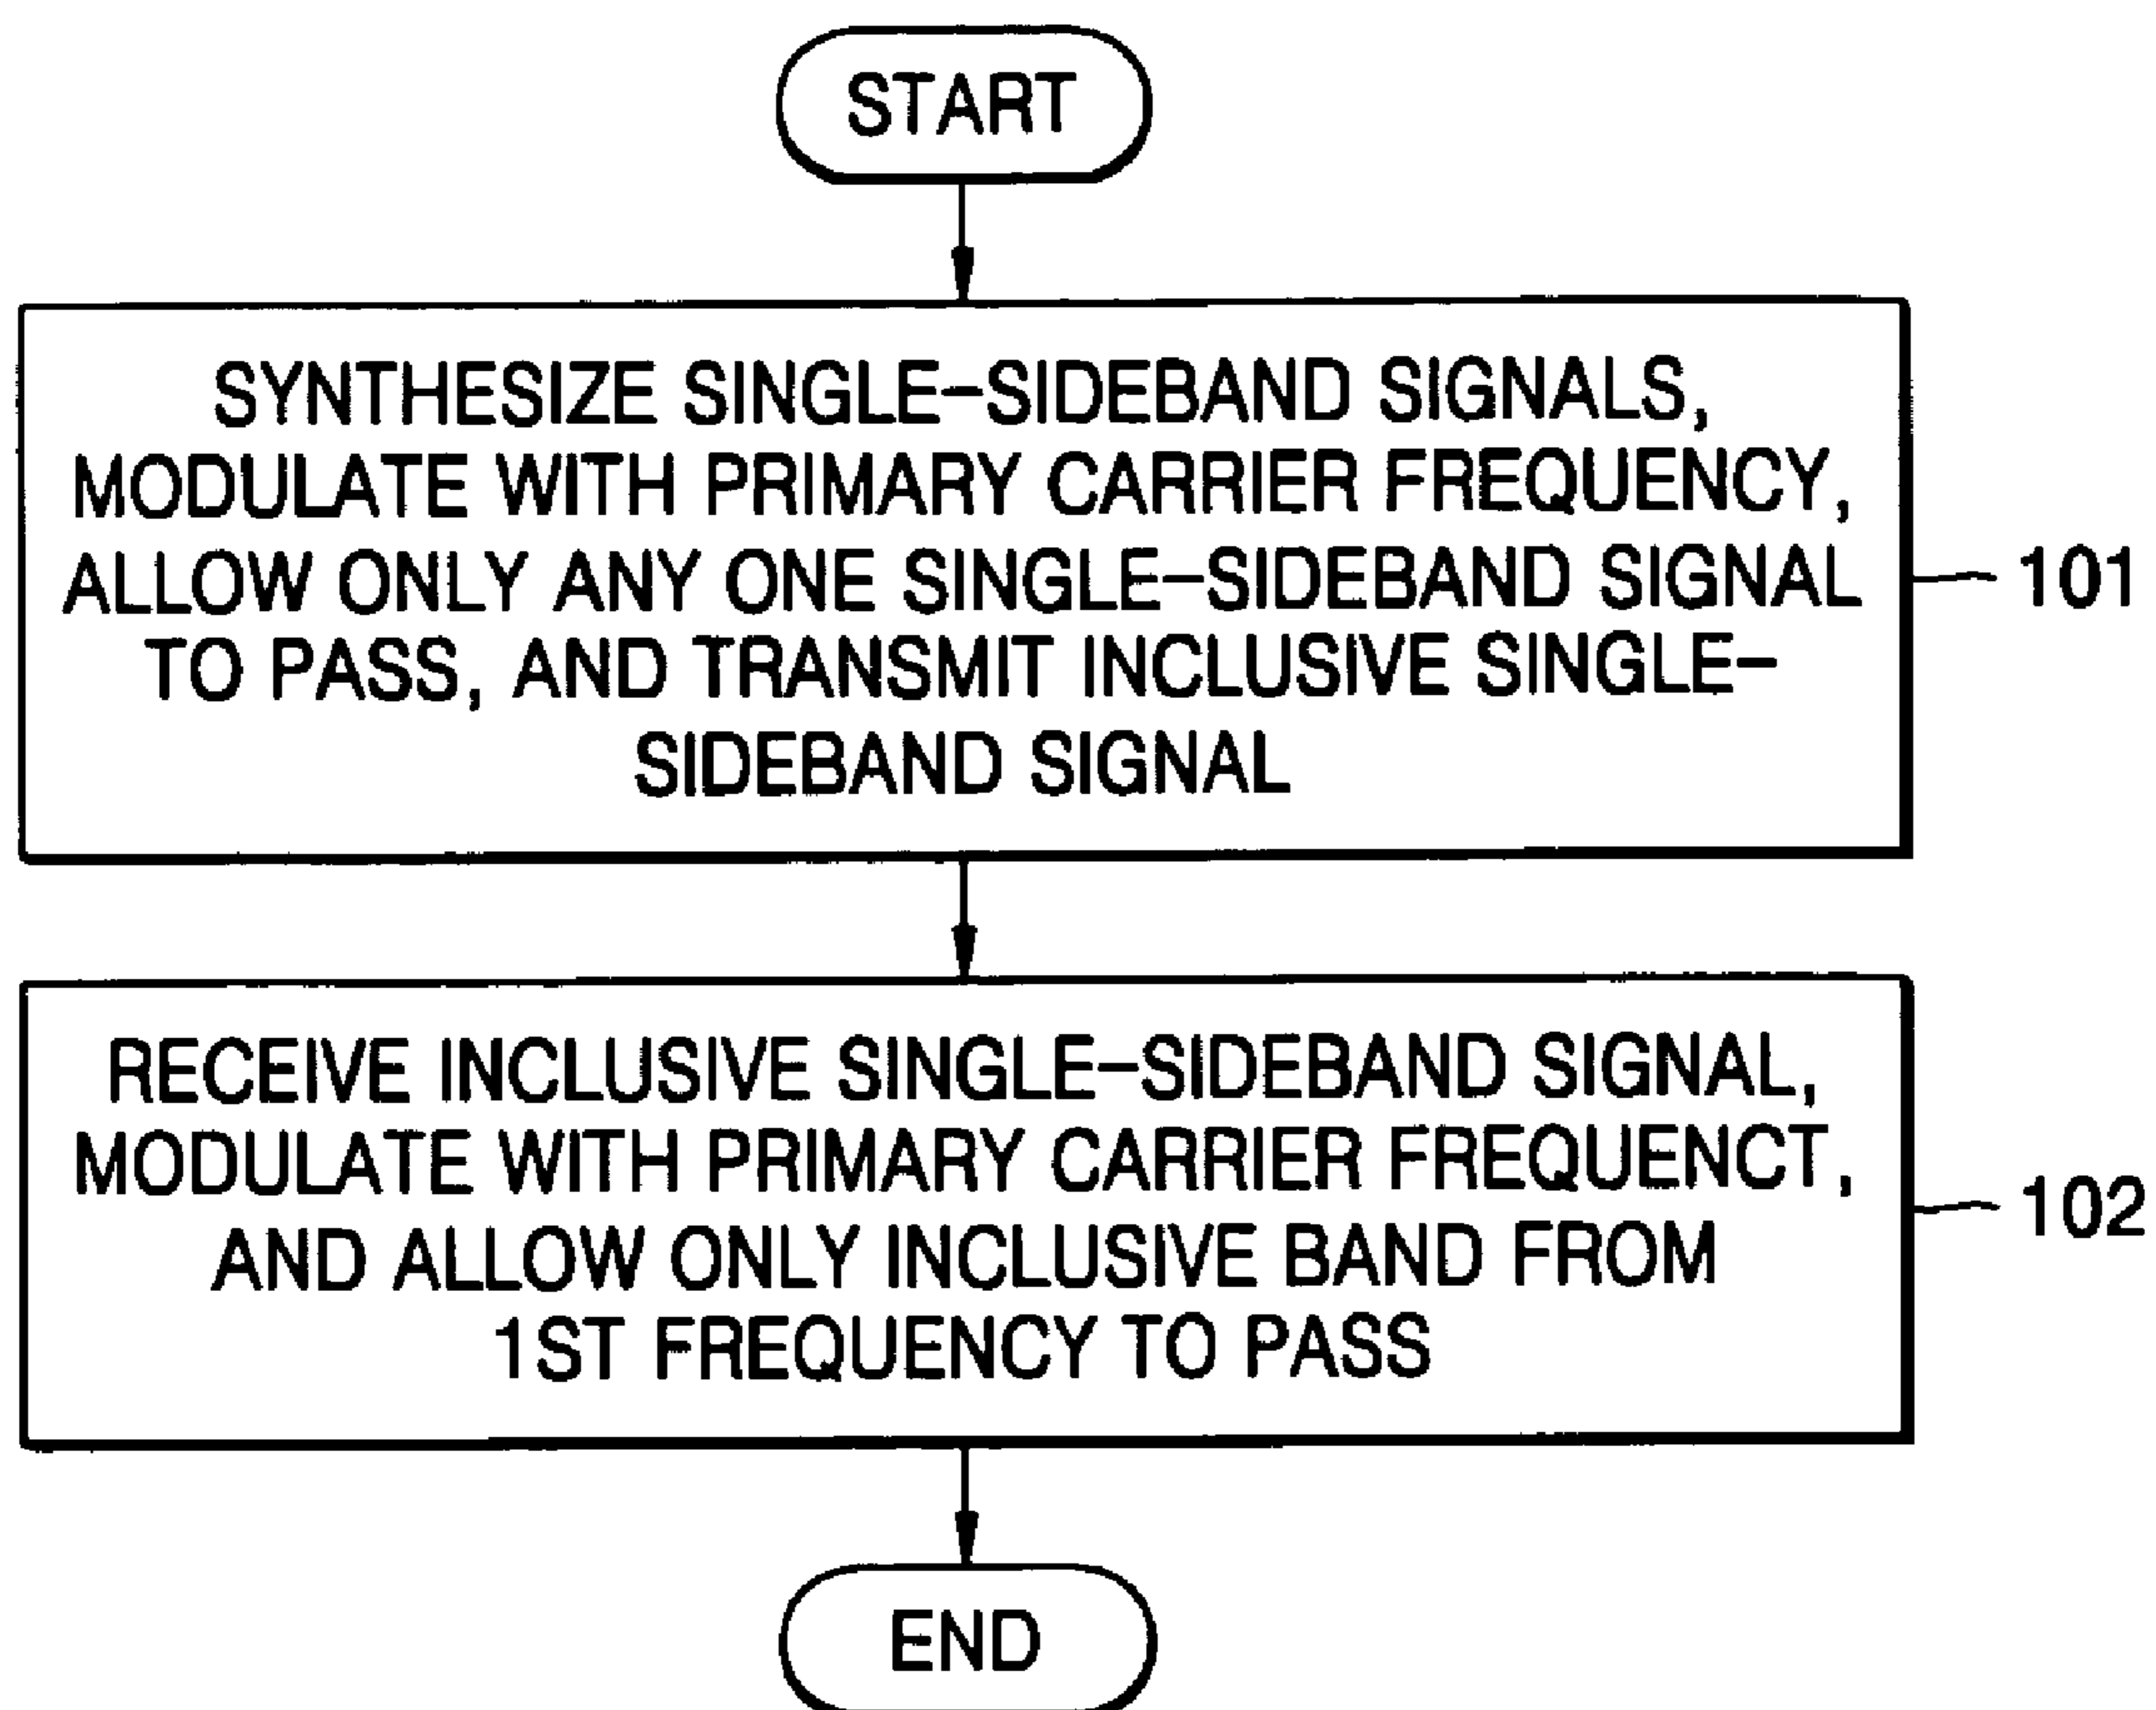 START
SYNTHESIZE SINGLE-SIDEBAND SIGNALS,
MODULATE WITH PRIMARY CARRIER FREQUENCY,
ALLOW ONLY ANY ONE SINGLE-SIDEBAND SIGNAL
TO PASS, AND TRANSMIT INCLUSIVE SINGLE-
SIDEBAND SIGNAL
101
RECEIVE INCLUSIVE SINGLE-SIDEBAND SIGNAL,
MODULATE WITH PRIMARY CARRIER FREQUENCT,
AND ALLOW ONLY INCLUSIVE BAND FROM
1ST FREQUENCY TO PASS
102
END